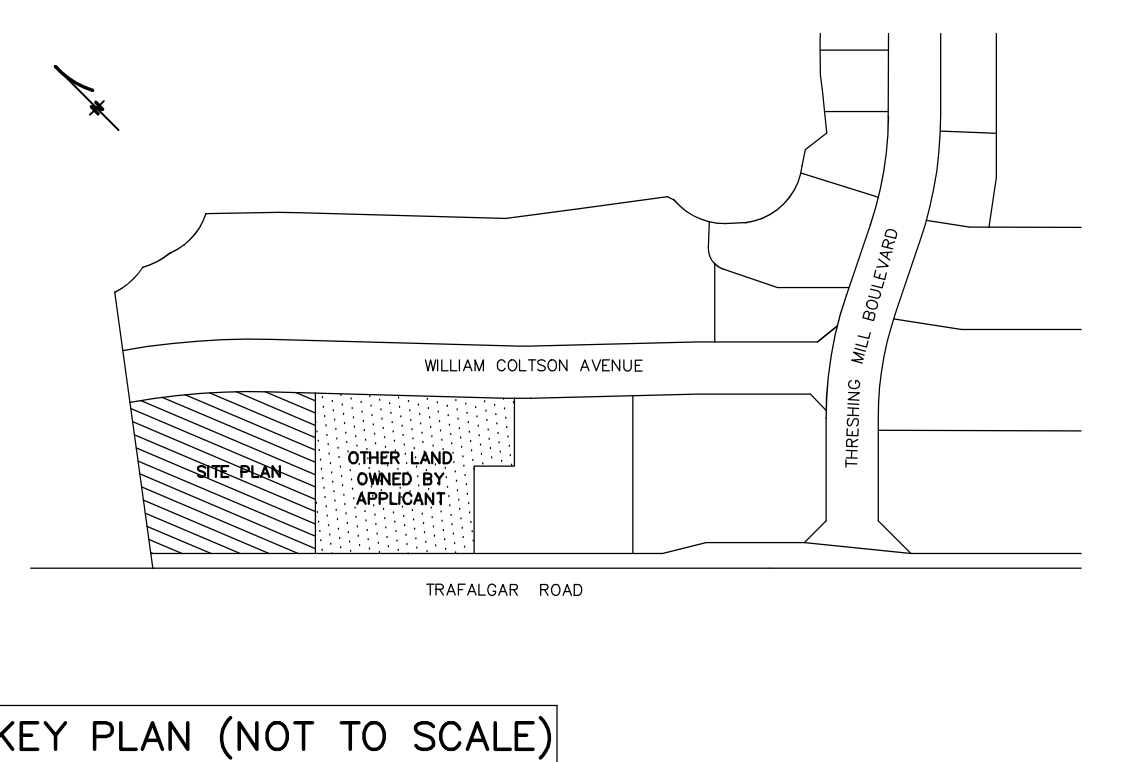 THRESHING MILL BOULEVARD
WILLIAM COLTSON AVENUE
SITE PLAN
OTHER LAND
OWNED BY
APPLICANT
TRAFALGAR ROAD
KEY PLAN (NOT TO SCALE)